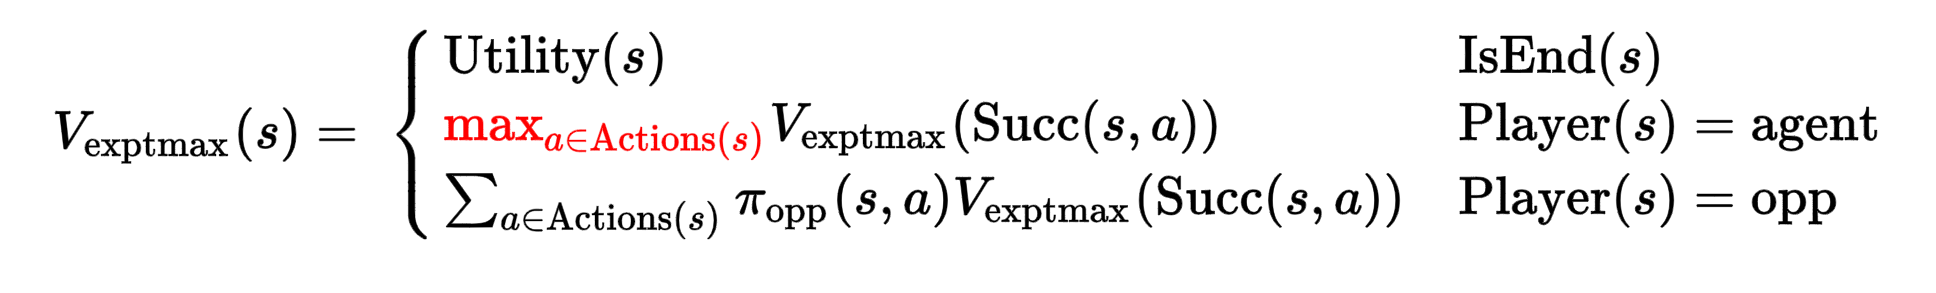 Utility(s) IsEnd(s)
V_exptmax(s) = { max_{a∈Actions(s)} V_exptmax(Succ(s, a)) Player(s) = agent
∑_{a∈Actions(s)} π_opp(s, a)V_exptmax(Succ(s, a)) Player(s) = opp